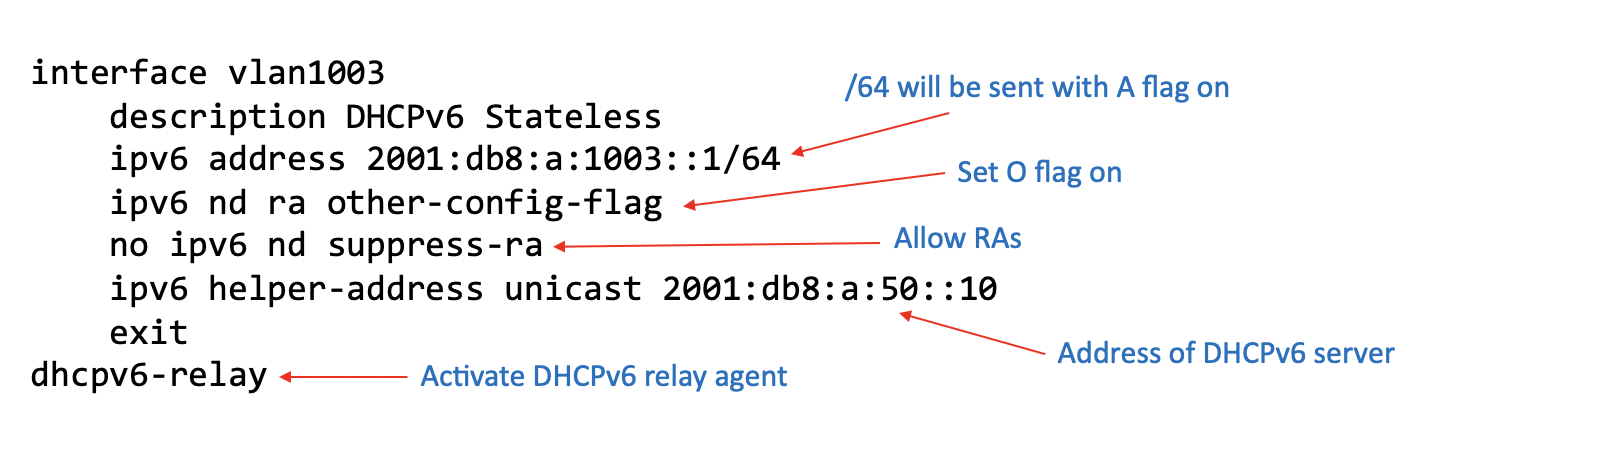 interface vlan1003
description DHCPv6 Stateless
/64 will be sent with A flag on
ipv6 address 2001:db8:a:1003::1/64
Set O flag on
ipv6 nd ra other-config-flag
no ipv6 nd suppress-ra
Allow RAs
ipv6 helper-address unicast 2001:db8:a:50::10
exit
Address of DHCPv6 server
dhcpv6-relay
Activate DHCPv6 relay agent